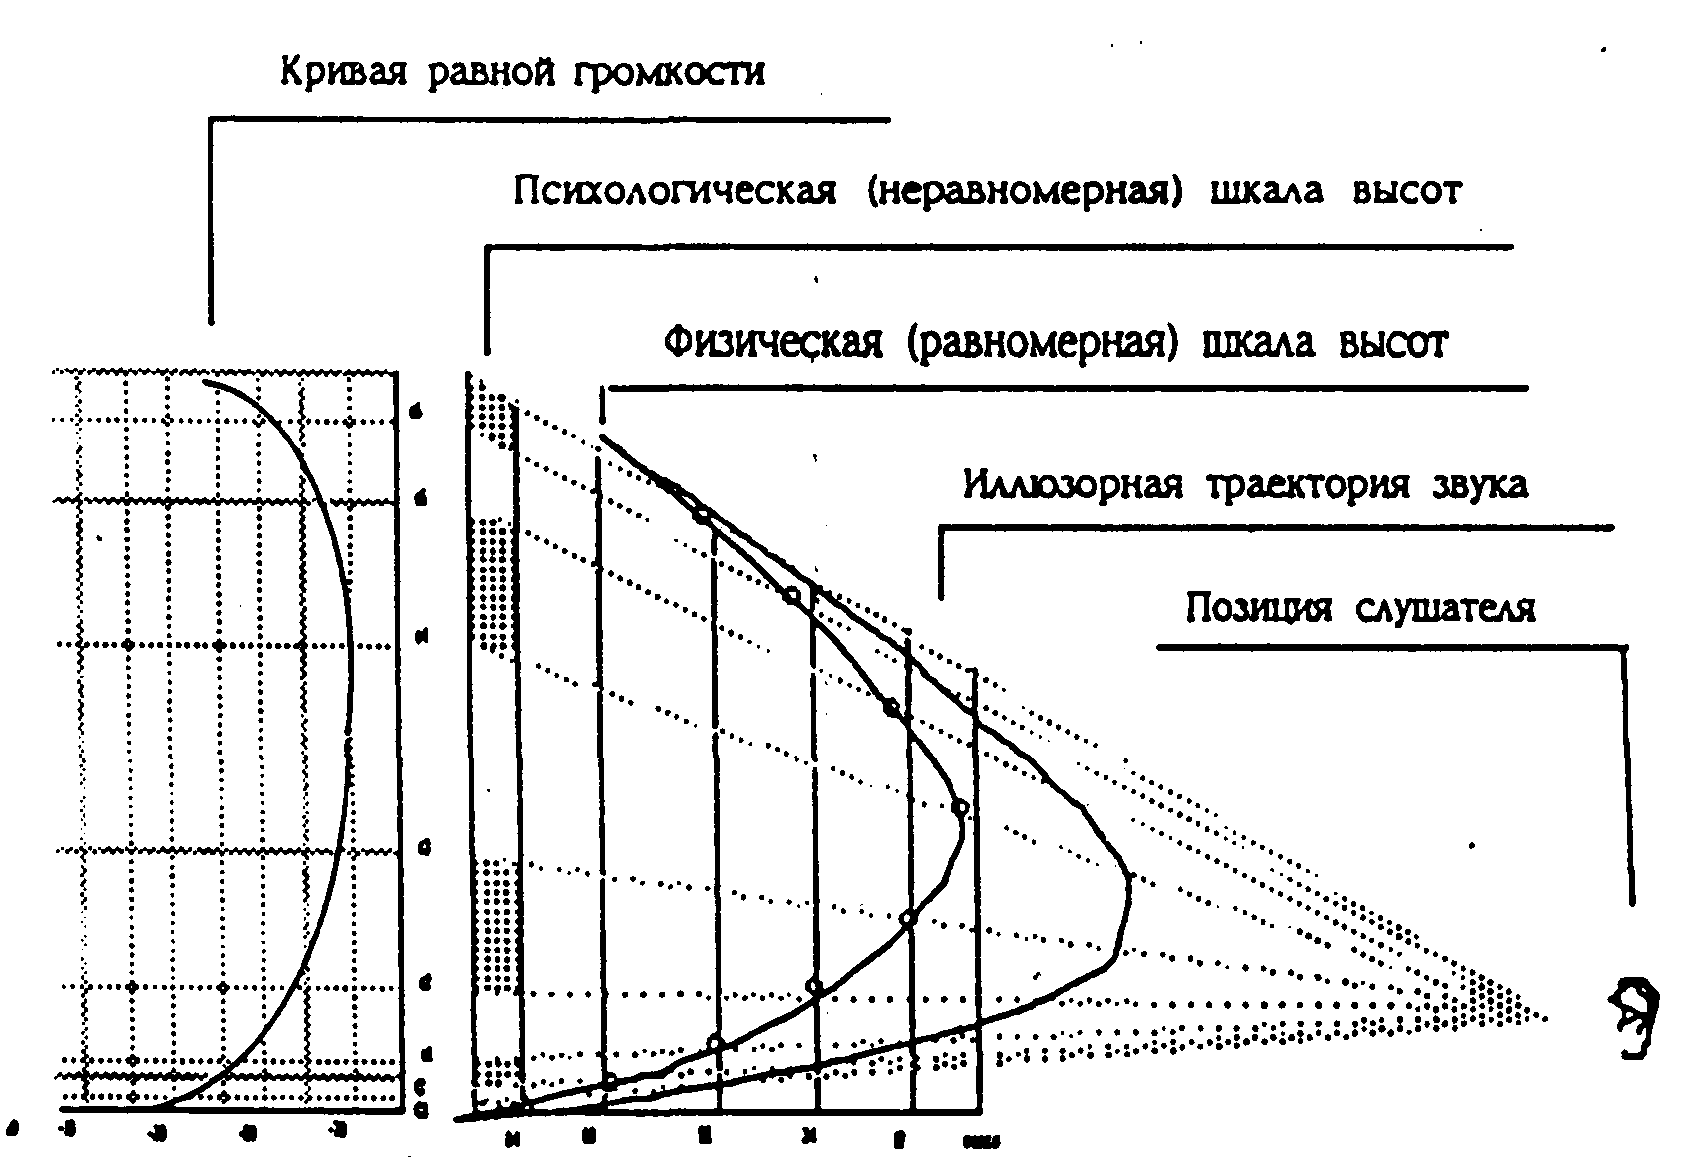 Кривая равной громкости
Психологическая (неравномерная) шкала высот
Физическая (равномерная) шкала высот
Иллюзорная траектория звука
Позиция слушателя